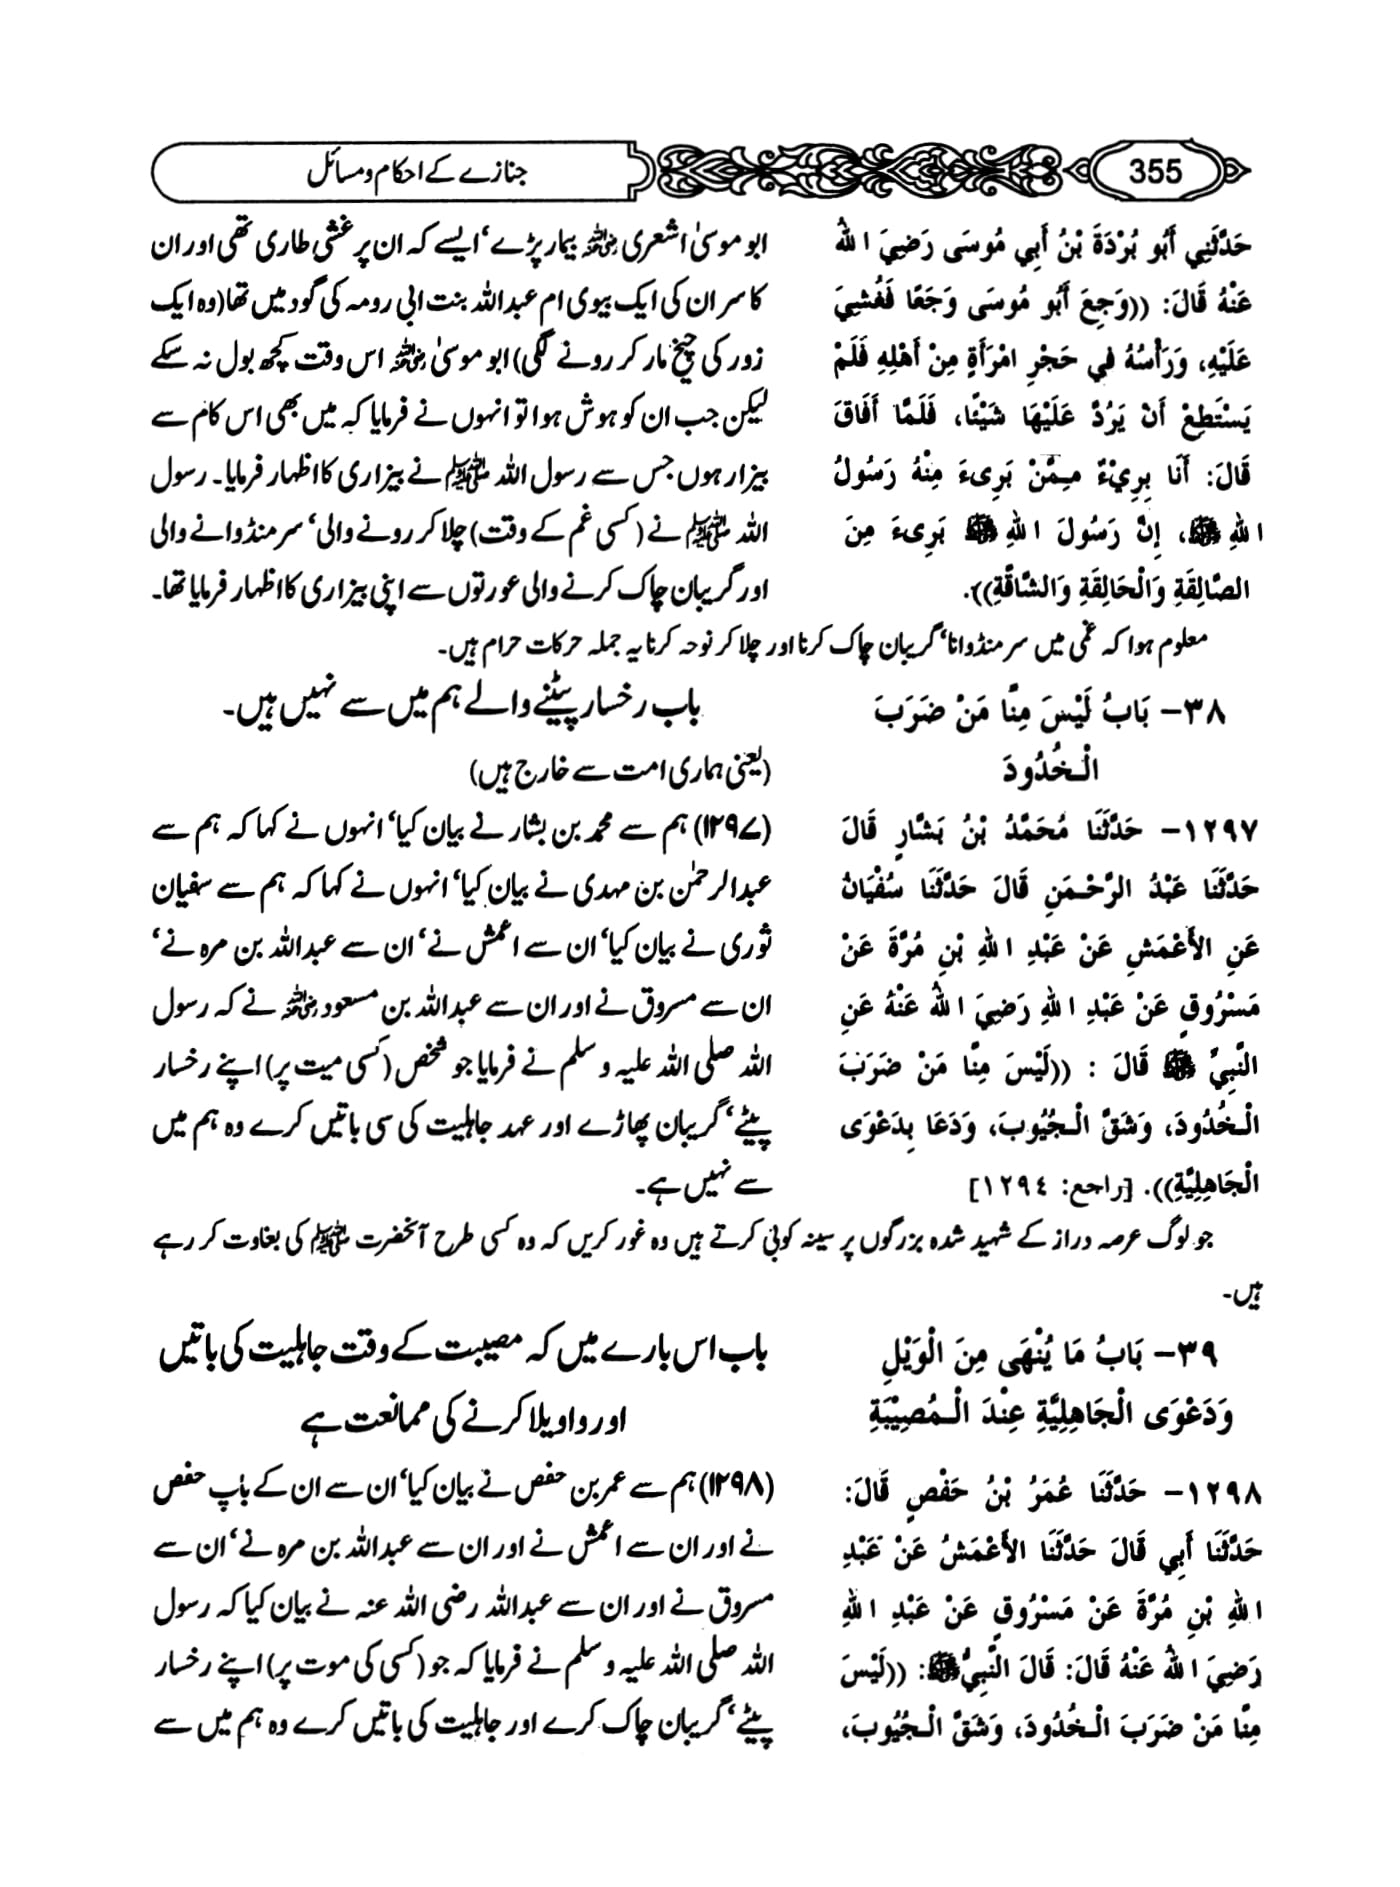 355
جنازے کے احکام و مسائل
حَدَّثَنِي أَبُو بُرْدَةَ بْنُ أَبِي مُوسَى رَضِيَ اللهُ
عَنْهُ قَالَ: ((وَجِعَ أَبُو مُوسَى وَجَعًا فَغُشِيَ
عَلَيْهِ، وَرَأْسُهُ فِي حَجْرِ امْرَأَةٍ مِنْ أَهْلِهِ فَلَمْ
يَسْتَطِعْ أَنْ يَرُدَّ عَلَيْهَا شَيْئًا، فَلَمَّا أَفَاقَ
قَالَ: أَنَا بَرِيْءٌ مِمَّنْ بَرِىءَ مِنْهُ رَسُولُ
اللهِ ﷺ، إِنَّ رَسُولَ اللهِ ﷺ بَرِىءَ مِنَ
الصَّالِقَةِ وَالْحَالِقَةِ وَالشَّاقَّةِ)).
ابو موسیٰ اشعری رضی اللہ عنہ بیمار پڑے‘ ایسے کہ ان پر غشی طاری تھی اور ان
کا سر ان کی ایک بیوی ام عبداللہ بنت ابی رومہ کی گود میں تھا (وہ ایک
زور کی چیخ مار کر رونے لگی) ابو موسیٰ رضی اللہ عنہ اس وقت کچھ بول نہ سکے
لیکن جب ان کو ہوش ہوا تو انہوں نے فرمایا کہ میں بھی اس کام سے
بیزار ہوں جس سے رسول اللہ ﷺ نے بیزاری کا اظہار فرمایا۔ رسول
اللہ ﷺ نے (کسی غم کے وقت) چلا کر رونے والی‘ سر منڈوانے والی
اور گریبان چاک کرنے والی عورتوں سے اپنی بیزاری کا اظہار فرمایا تھا۔
معلوم ہوا کہ غمی میں سر منڈوانا‘ گریبان چاک کرنا اور چلا کر نوحہ کرنا یہ جملہ حرکات حرام ہیں۔
٣٨- بَابُ لَيْسَ مِنَّا مَنْ ضَرَبَ
الْخُدُودَ
باب رخسار پیٹنے والے ہم میں سے نہیں ہیں۔
(یعنی ہماری امت سے خارج ہیں)
١٢٩٧- حَدَّثَنَا مُحَمَّدُ بْنُ بَشَّارٍ قَالَ
حَدَّثَنَا عَبْدُ الرَّحْمَنِ قَالَ حَدَّثَنَا سُفْيَانُ
عَنِ الأَعْمَشِ عَنْ عَبْدِ اللهِ بْنِ مُرَّةَ عَنْ
مَسْرُوقٍ عَنْ عَبْدِ اللهِ رَضِيَ اللهُ عَنْهُ عَنِ
النَّبِيِّ ﷺ قَالَ : ((لَيْسَ مِنَّا مَنْ ضَرَبَ
الْخُدُودَ، وَشَقَّ الْجُيُوبَ، وَدَعَا بِدَعْوَى
الْجَاهِلِيَّةِ)). [راجع: ١٢٩٤]
(۱۲۹۷) ہم سے محمد بن بشار نے بیان کیا‘ انہوں نے کہا کہ ہم سے
عبدالرحمٰن بن مہدی نے بیان کیا‘ انہوں نے کہا کہ ہم سے سفیان
ثوری نے بیان کیا‘ ان سے اعمش نے‘ ان سے عبداللہ بن مرہ نے‘
ان سے مسروق نے اور ان سے عبداللہ بن مسعود رضی اللہ عنہ نے کہ رسول
اللہ صلی اللہ علیہ و سلم نے فرمایا جو شخص (کسی میت پر) اپنے رخسار
پیٹے‘ گریبان پھاڑے اور عہد جاہلیت کی سی باتیں کرے وہ ہم میں
سے نہیں ہے۔
جو لوگ عرصہ دراز کے شہید شدہ بزرگوں پر سینہ کوبی کرتے ہیں وہ غور کریں کہ وہ کسی طرح آنحضرت ﷺ کی بغاوت کر رہے
ہیں۔
٣٩- بَابُ مَا يُنْهَى مِنَ الْوَيْلِ
وَدَعْوَى الْجَاهِلِيَّةِ عِنْدَ الْمُصِيْبَةِ
باب اس بارے میں کہ مصیبت کے وقت جاہلیت کی باتیں
اور واویلا کرنے کی ممانعت ہے
١٢٩٨- حَدَّثَنَا عُمَرُ بْنُ حَفْصٍ قَالَ:
حَدَّثَنَا أَبِي قَالَ حَدَّثَنَا الأَعْمَشُ عَنْ عَبْدِ
اللهِ بْنِ مُرَّةَ عَنْ مَسْرُوقٍ عَنْ عَبْدِ اللهِ
رَضِيَ اللهُ عَنْهُ قَالَ: قَالَ النَّبِيُّ ﷺ: ((لَيْسَ
مِنَّا مَنْ ضَرَبَ الْخُدُودَ، وَشَقَّ الْجُيُوبَ،
(۱۲۹۸) ہم سے عمر بن حفص نے بیان کیا‘ ان سے ان کے باپ حفص
نے اور ان سے اعمش نے اور ان سے عبداللہ بن مرہ نے‘ ان سے
مسروق نے اور ان سے عبداللہ رضی اللہ عنہ نے بیان کیا کہ رسول
اللہ صلی اللہ علیہ و سلم نے فرمایا کہ جو (کسی کی موت پر) اپنے رخسار
پیٹے‘ گریبان چاک کرے اور جاہلیت کی باتیں کرے وہ ہم میں سے